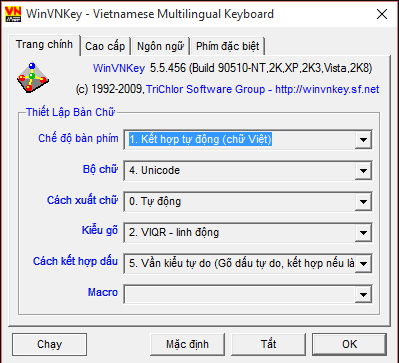 VN WinVNKey - Vietnamese Multilingual Keyboard
Trang chính Cao cấp Ngôn ngữ Phím đặc biệt
WinVNKey 5.5.456 (Build 90510-NT,2K,XP,2K3,Vista,2K8)
(c) 1992-2009, TriChlor Software Group - http://winvnkey.sf.net
Thiết Lập Bàn Chữ
Chế độ bàn phím 1. Kết hợp tự động (chữ Việt)
Bộ chữ 4. Unicode
Cách xuất chữ 0. Tự động
Kiểu gõ 2. VIQR - linh động
Cách kết hợp dấu 5. Vần kiểu tự do (Gõ dấu tự do, kết hợp nếu là
Macro
Chạy Mặc định Tắt OK